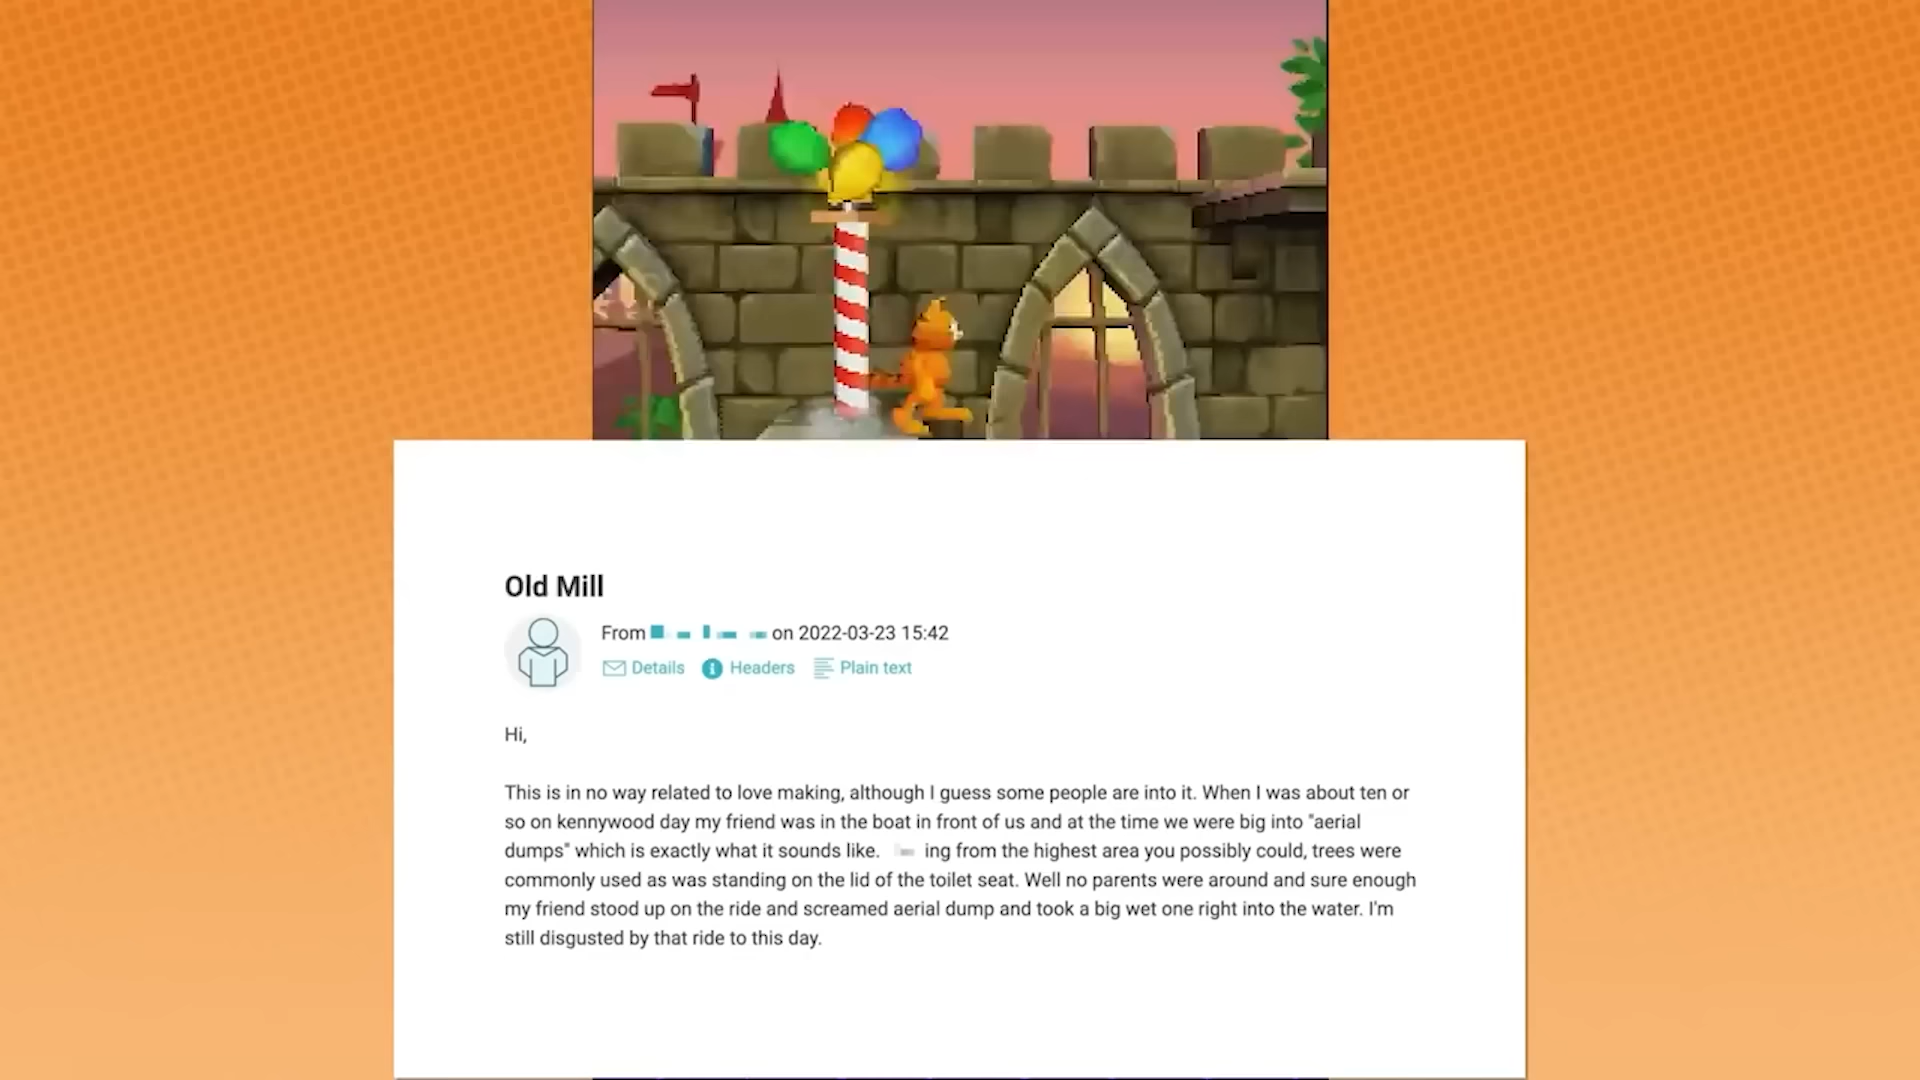 Old Mill
From on 2022-03-23 15:42
Details Headers Plain text
Hi,
This is in no way related to love making, although I guess some people are into it. When I was about ten or
so on kennywood day my friend was in the boat in front of us and at the time we were big into "aerial
dumps" which is exactly what it sounds like. ing from the highest area you possibly could, trees were
commonly used as was standing on the lid of the toilet seat. Well no parents were around and sure enough
my friend stood up on the ride and screamed aerial dump and took a big wet one right into the water. I'm
still disgusted by that ride to this day.